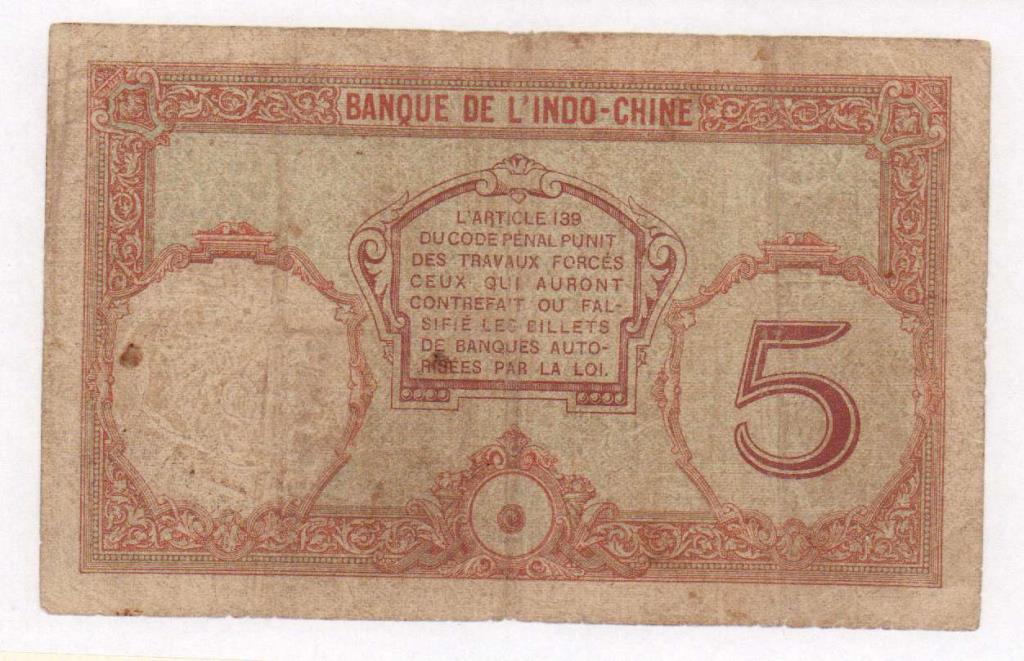 BANQUE DE L'INDO-CHINE
L'ARTICLE 139
DU CODE PÉNAL PUNIT
DES TRAVAUX FORCÉS
CEUX QUI AURONT
CONTREFAIT OU FAL-
SIFIÉ LES BILLETS
DE BANQUES AUTO-
RISÉES PAR LA LOI.
5